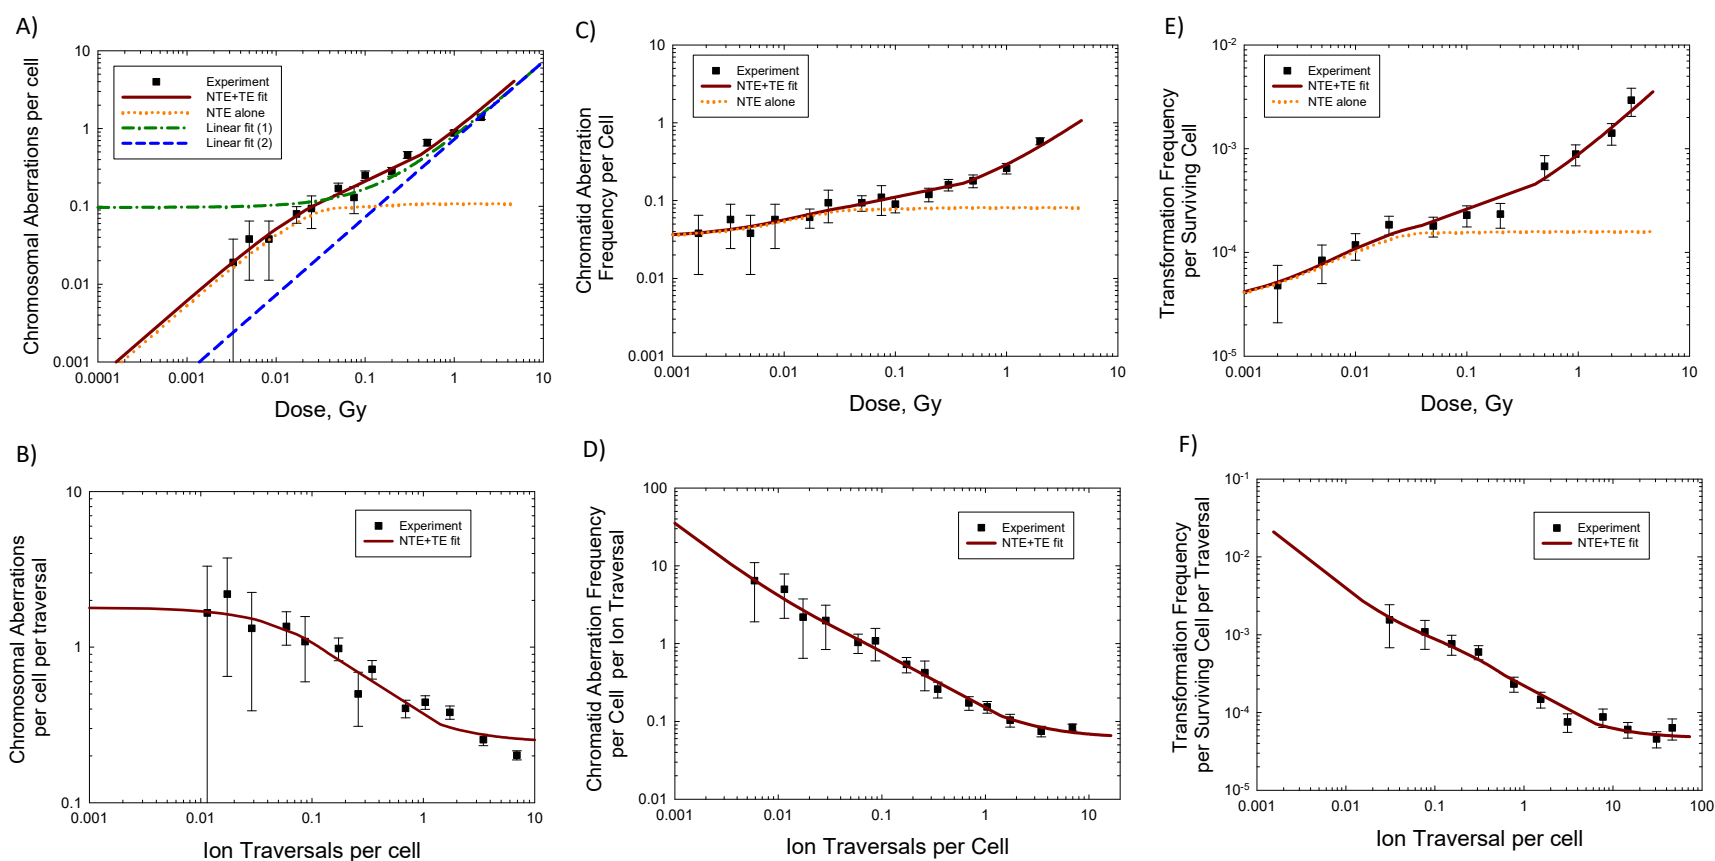 A)
Chromosomal Aberrations per cell
10
1
0.1
0.01
0.001
0.0001
0.001
0.01
0.1
1
10
Dose, Gy
Experiment
NTE+TE fit
NTE alone
Linear fit (1)
Linear fit (2)
C)
Chromatid Aberration
Frequency per Cell
10
1
0.1
0.01
0.001
0.001
0.01
0.1
1
10
Dose, Gy
Experiment
NTE+TE fit
NTE alone
E)
Transformation Frequency
per Surviving Cell
10-2
10-3
10-4
10-5
0.001
0.01
0.1
1
10
Dose, Gy
Experiment
NTE+TE fit
NTE alone
B)
Chromosomal Aberrations
per cell per traversal
10
1
0.1
0.001
0.01
0.1
1
10
Ion Traversals per cell
Experiment
NTE+TE fit
D)
Chromatid Aberration Frequency
per Cell per Ion Traversal
100
10
1
0.1
0.01
0.001
0.01
0.1
1
10
Ion Traversals per Cell
Experiment
NTE+TE fit
F)
Transformation Frequency
per Surviving Cell per Traversal
10-1
10-2
10-3
10-4
10-5
0.001
0.01
0.1
1
10
100
Ion Traversal per cell
Experiment
NTE+TE fit